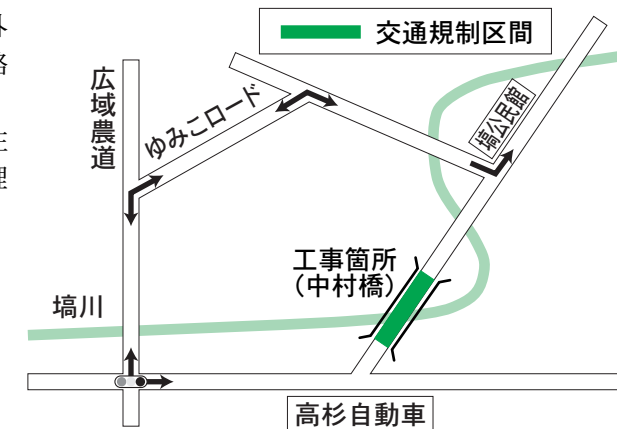 交通規制区間
広域農道
ゆみこロード
塙公民館
工事箇所
(中村橋)
塙川
高杉自動車